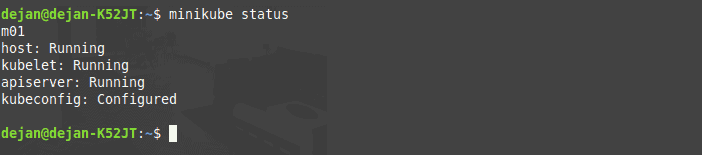 dejan@dejan-K52JT:~$ minikube status
m01
host: Running
kubelet: Running
apiserver: Running
kubeconfig: Configured
dejan@dejan-K52JT:~$